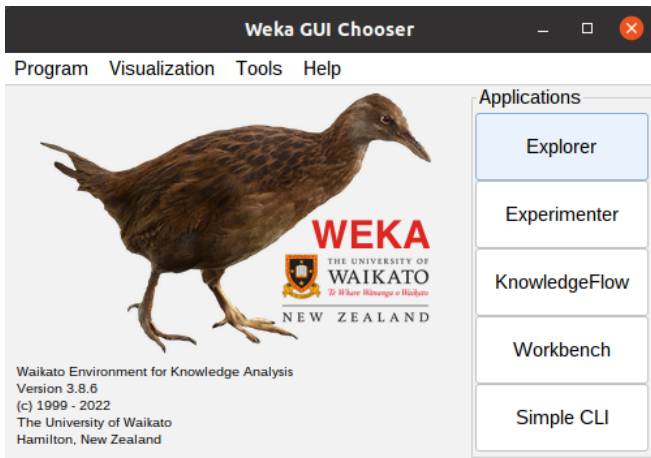 Weka GUI Chooser
Program Visualization Tools Help
Applications
Explorer
Experimenter
KnowledgeFlow
Workbench
Simple CLI
WEKA
THE UNIVERSITY OF
WAIKATO
Te Whare Wānanga o Waikato
NEW ZEALAND
Waikato Environment for Knowledge Analysis
Version 3.8.6
(c) 1999 - 2022
The University of Waikato
Hamilton, New Zealand